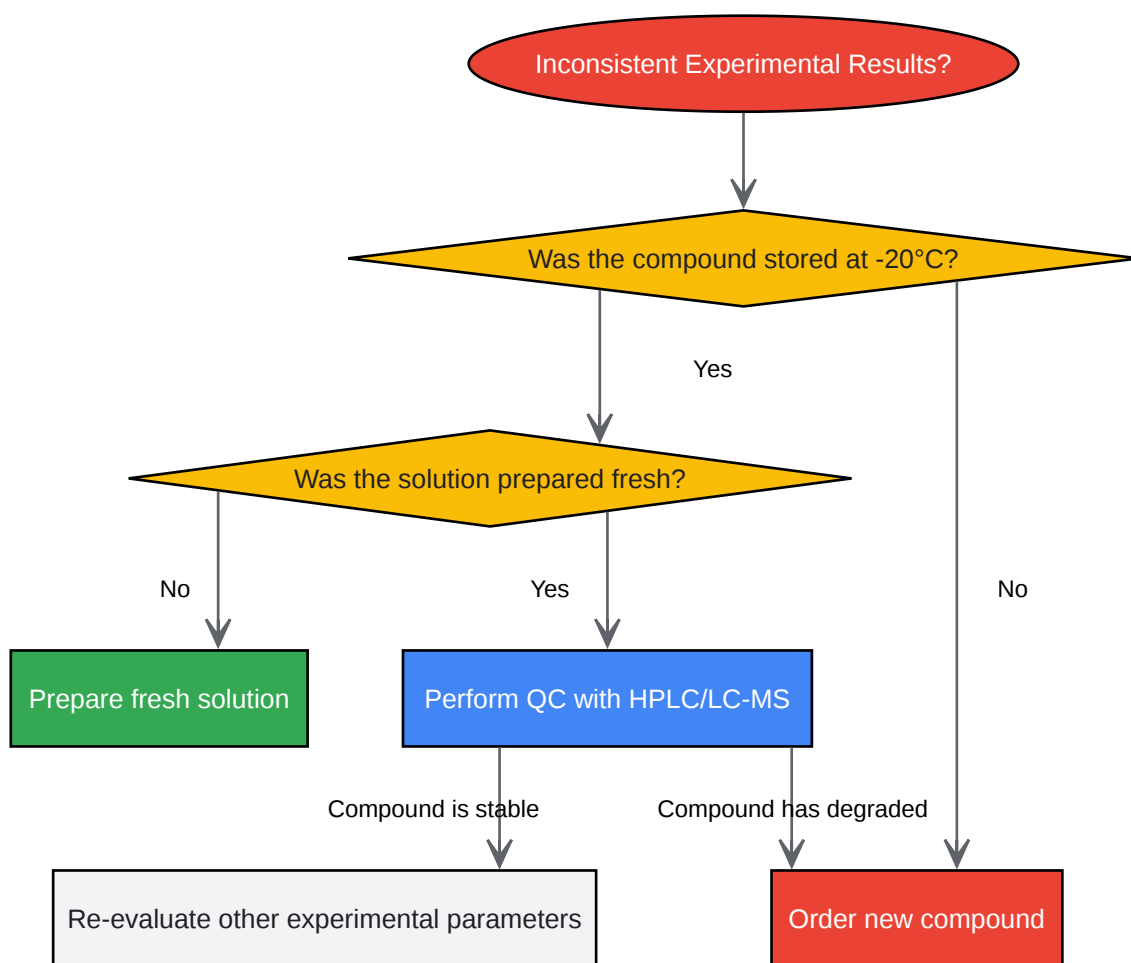 Inconsistent Experimental Results?
Was the compound stored at -20°C?
Yes
Was the solution prepared fresh?
No
Yes
No
Prepare fresh solution
Perform QC with HPLC/LC-MS
Compound is stable
Compound has degraded
Re-evaluate other experimental parameters
Order new compound